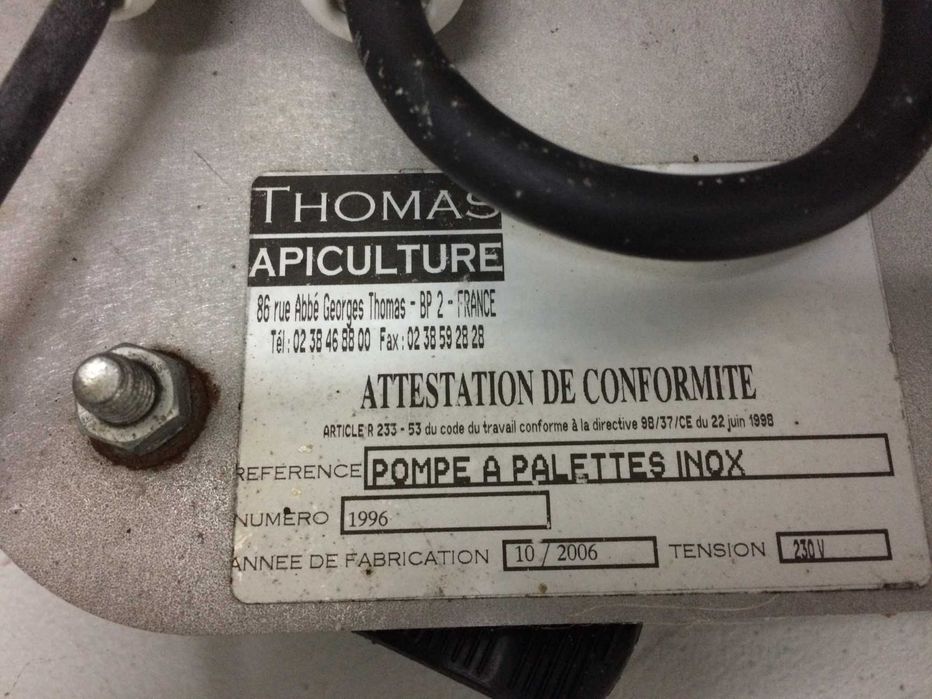 THOMAS
APICULTURE
86 rue Abbé Georges Thomas - BP 2 - FRANCE
Tél : 02 38 46 88 00 Fax : 02 38 59 28 28
ATTESTATION DE CONFORMITE
ARTICLE R 233 - 53 du code du travail conforme à la directive 98/37/CE du 22 juin 1998
REFERENCE POMPE A PALETTES INOX
NUMERO 1996
ANNEE DE FABRICATION 10 / 2006 TENSION 230 V